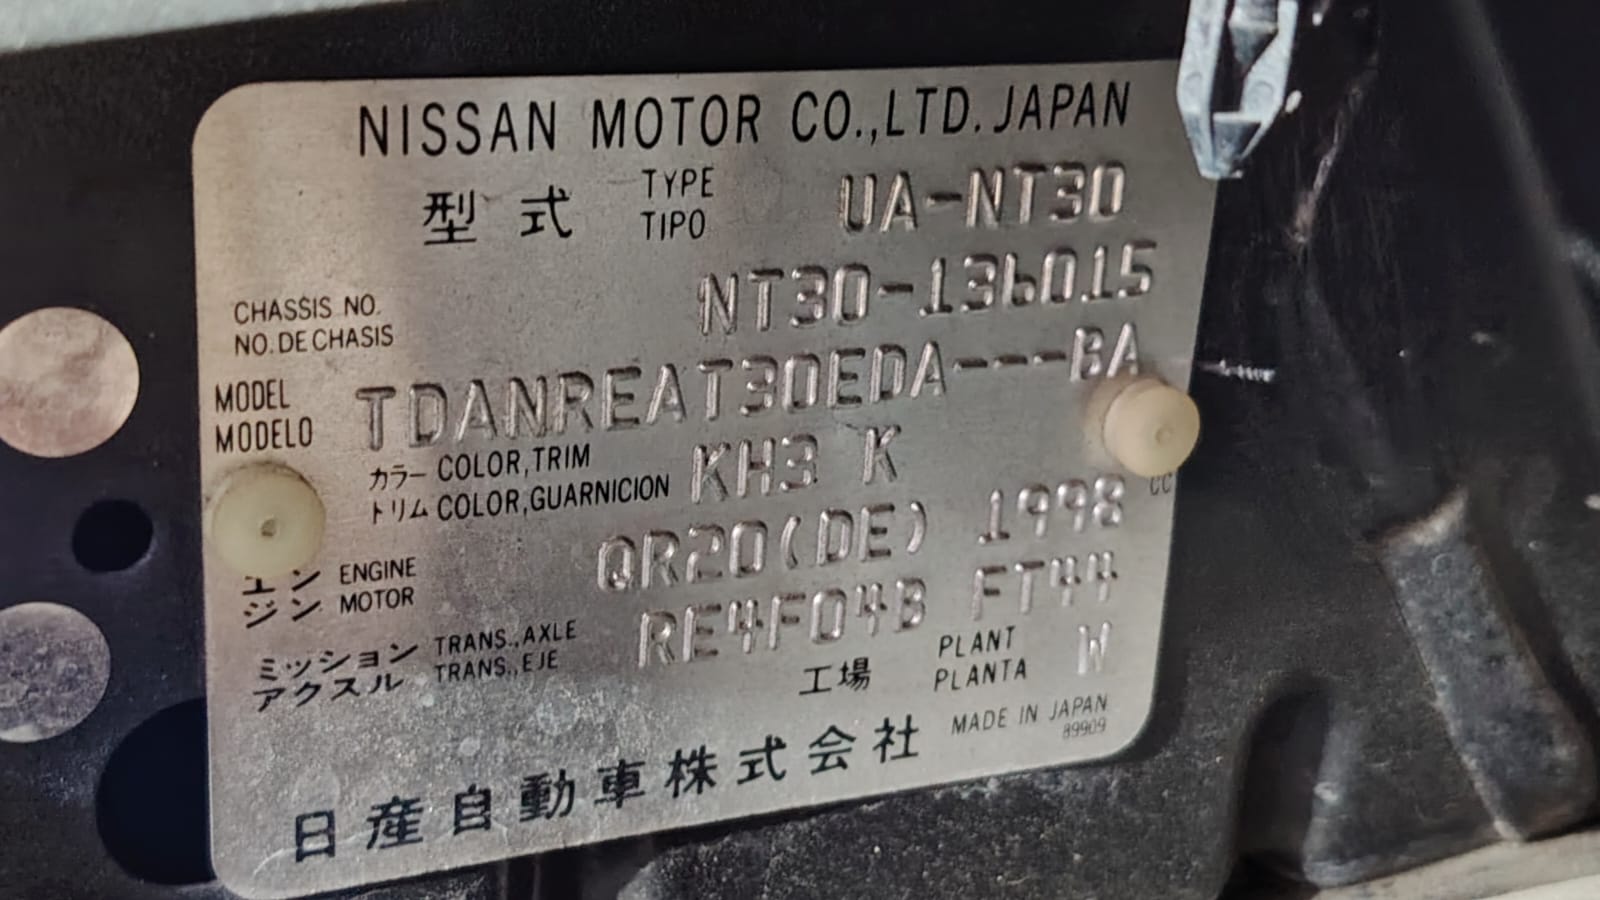 NISSAN MOTOR CO.,LTD. JAPAN
型式 TYPE TIPO UA-NT30
CHASSIS NO. NO. DE CHASIS NT30-136015
MODEL MODELO TDANREAT30EDA---BA
カラー COLOR,TRIM
トリム COLOR,GUARNICION KH3 K
エンジン ENGINE MOTOR QR20(DE) 1998 CC
ミッション TRANS.,AXLE
アクスル TRANS.,EJE RE4F04B FT44
工場 PLANT PLANTA W
MADE IN JAPAN
89909
日産自動車株式会社